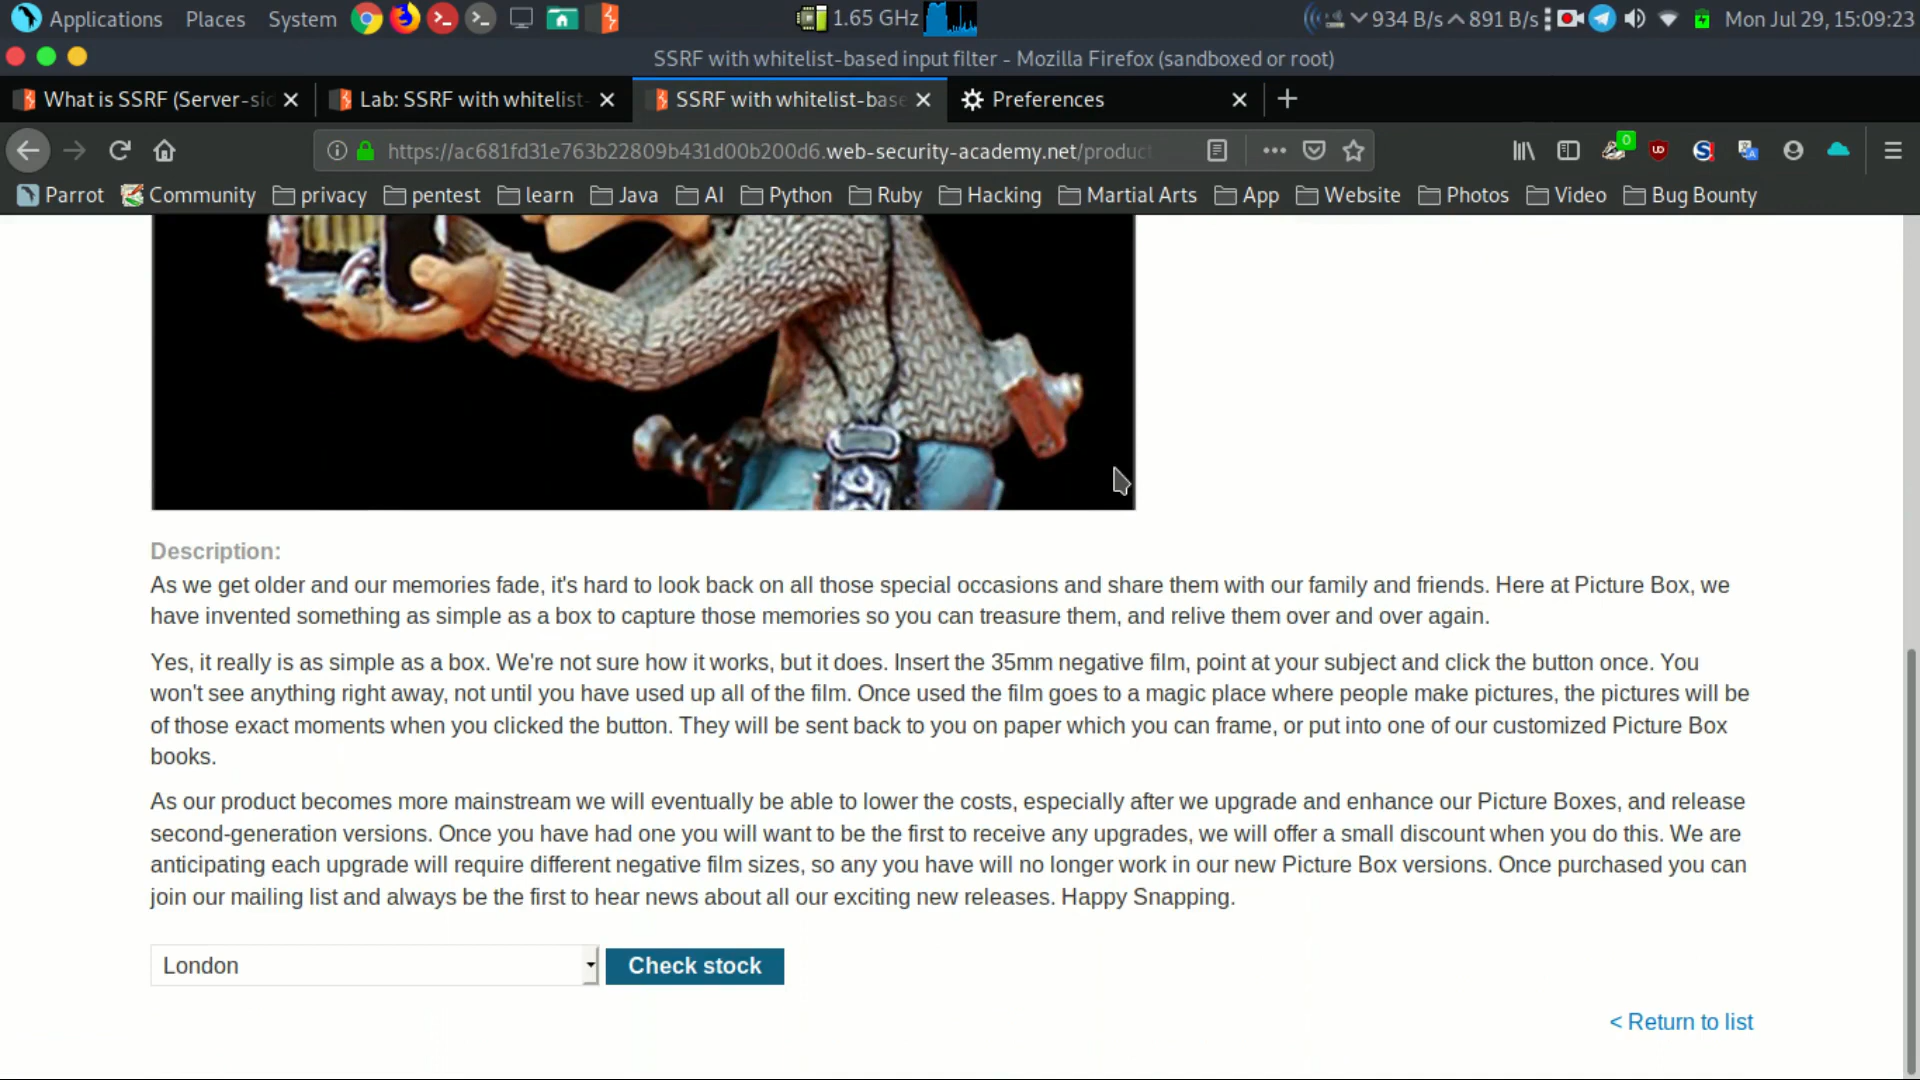 Applications Places System 1.65 GHz 934 B/s 891 B/s Mon Jul 29, 15:09:23
SSRF with whitelist-based input filter - Mozilla Firefox (sandboxed or root)
What is SSRF (Server-sid Lab: SSRF with whitelist- SSRF with whitelist-base Preferences
https://ac681fd31e763b22809b431d00b200d6.web-security-academy.net/product
0
Parrot Community privacy pentest learn Java AI Python Ruby Hacking Martial Arts App Website Photos Video Bug Bounty
Description:
As we get older and our memories fade, it's hard to look back on all those special occasions and share them with our family and friends. Here at Picture Box, we
have invented something as simple as a box to capture those memories so you can treasure them, and relive them over and over again.
Yes, it really is as simple as a box. We're not sure how it works, but it does. Insert the 35mm negative film, point at your subject and click the button once. You
won't see anything right away, not until you have used up all of the film. Once used the film goes to a magic place where people make pictures, the pictures will be
of those exact moments when you clicked the button. They will be sent back to you on paper which you can frame, or put into one of our customized Picture Box
books.
As our product becomes more mainstream we will eventually be able to lower the costs, especially after we upgrade and enhance our Picture Boxes, and release
second-generation versions. Once you have had one you will want to be the first to receive any upgrades, we will offer a small discount when you do this. We are
anticipating each upgrade will require different negative film sizes, so any you have will no longer work in our new Picture Box versions. Once purchased you can
join our mailing list and always be the first to hear news about all our exciting new releases. Happy Snapping.
London Check stock
< Return to list